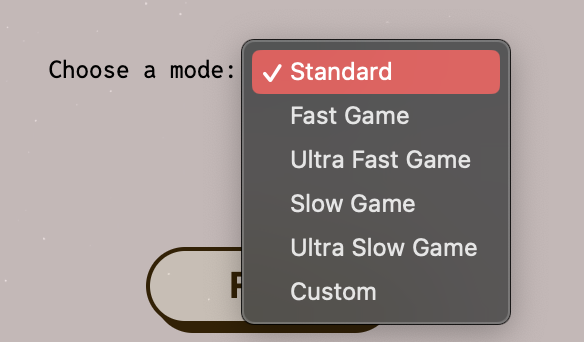 Choose a mode:
✓ Standard
Fast Game
Ultra Fast Game
Slow Game
Ultra Slow Game
Custom